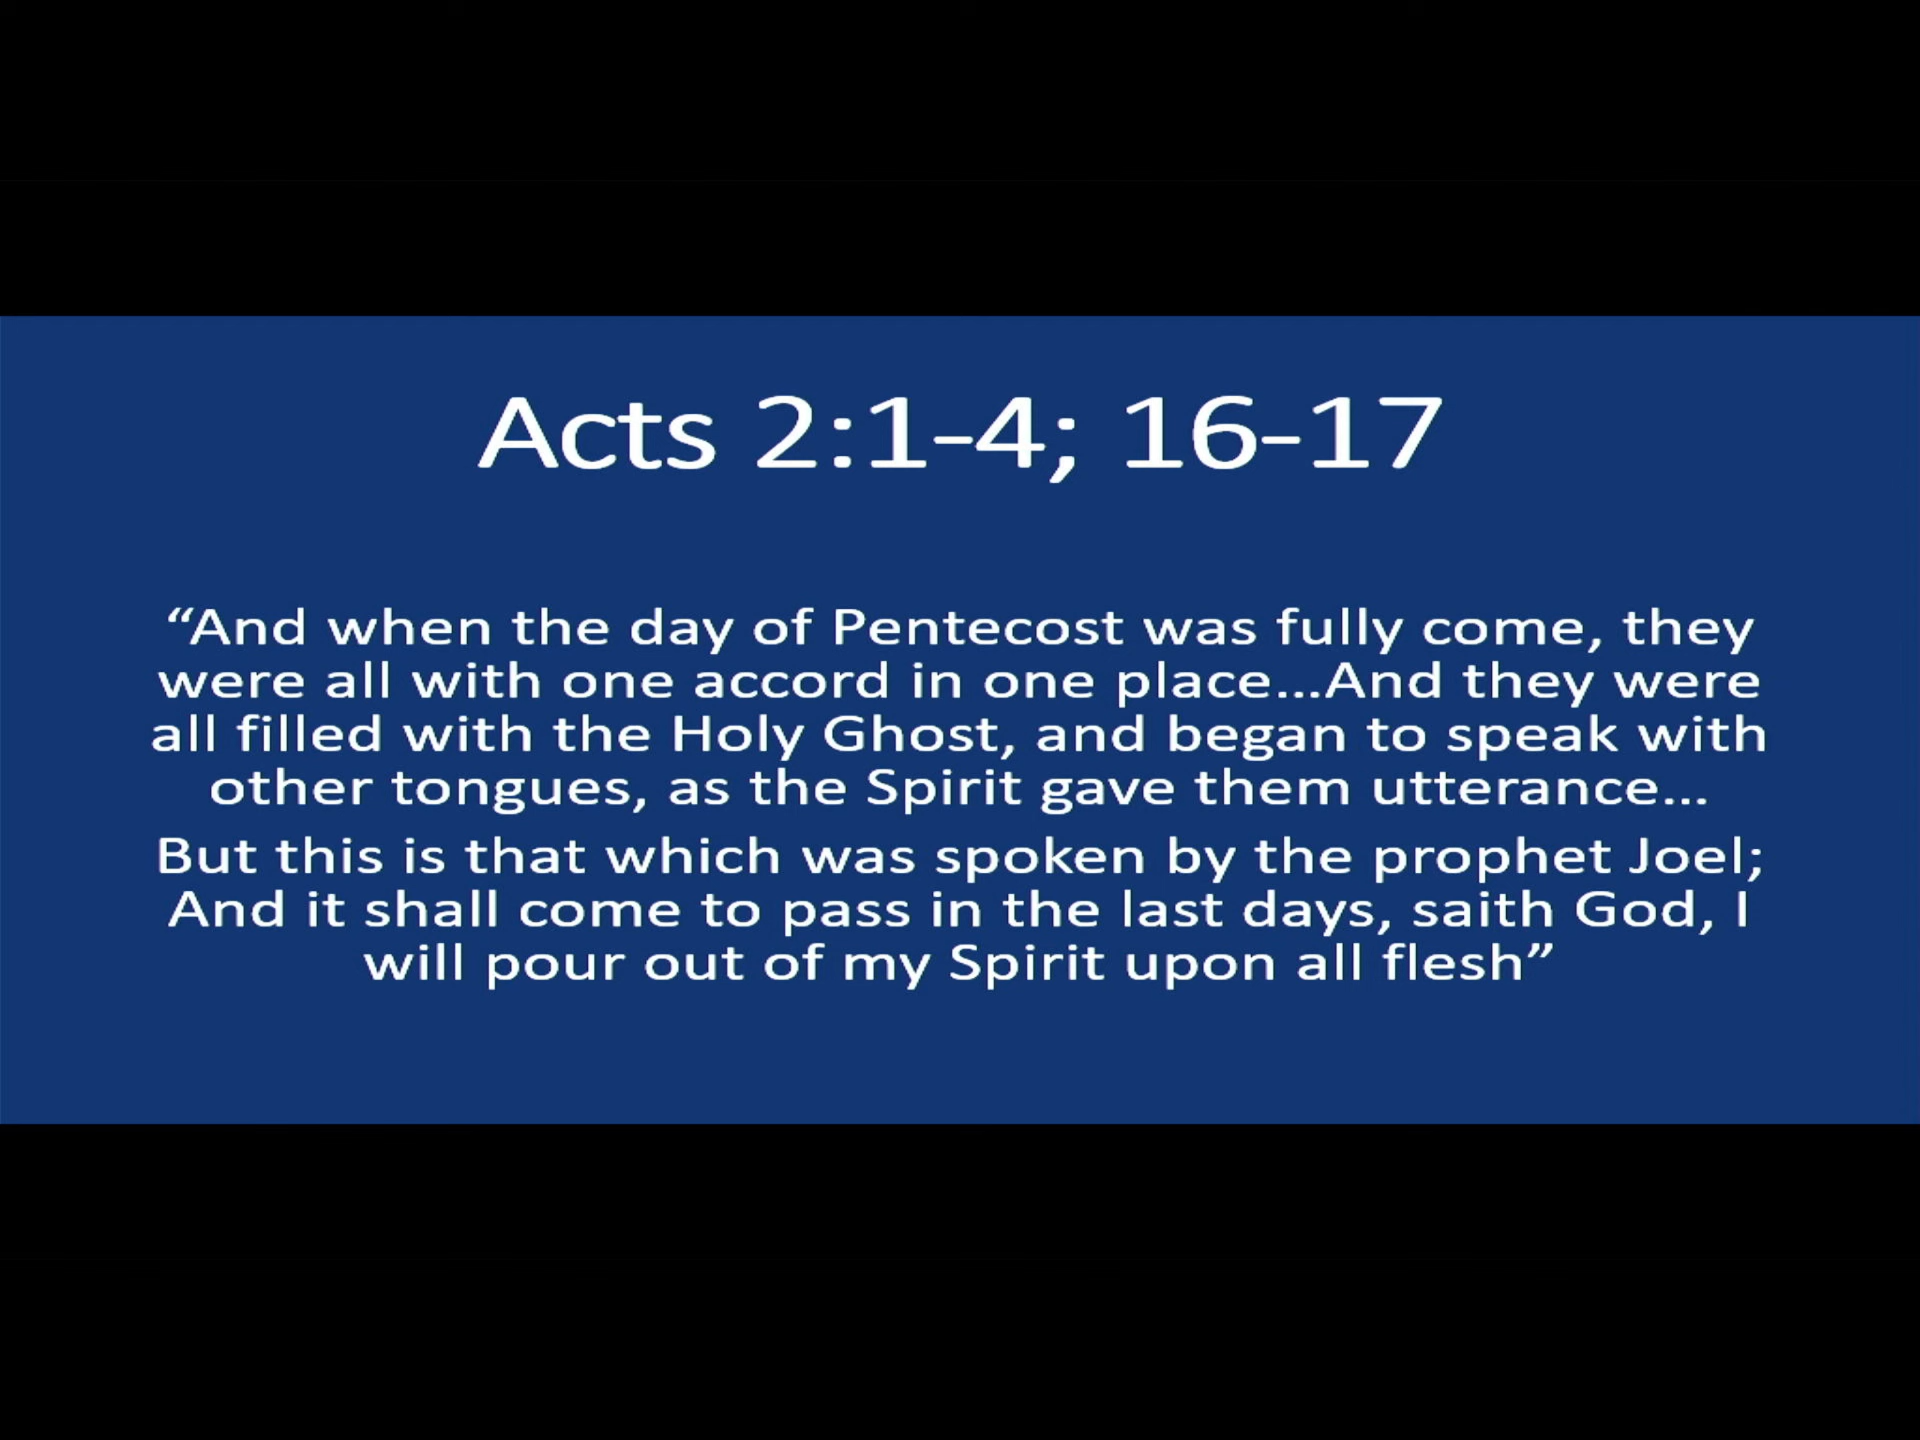 Acts 2:1-4; 16-17
“And when the day of Pentecost was fully come, they
were all with one accord in one place...And they were
all filled with the Holy Ghost, and began to speak with
other tongues, as the Spirit gave them utterance...
But this is that which was spoken by the prophet Joel;
And it shall come to pass in the last days, saith God, I
will pour out of my Spirit upon all flesh”